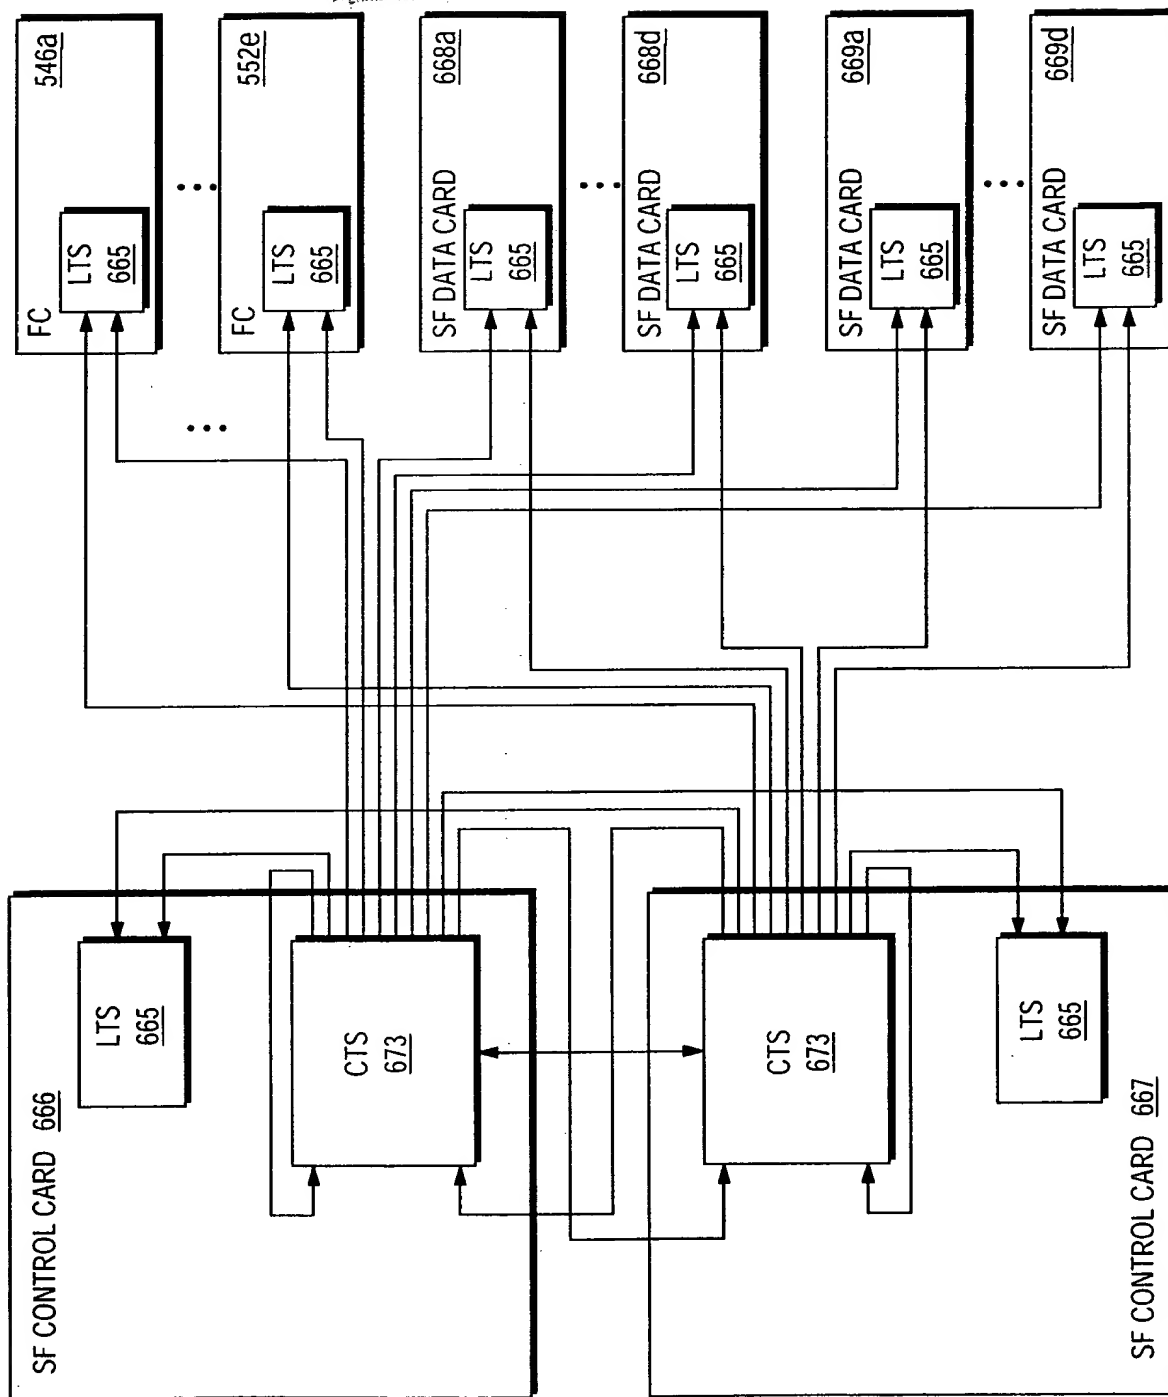 SF CONTROL CARD 666
LTS
665
CTS
673
SF CONTROL CARD 667
CTS
673
LTS
665
FC
546a
LTS
665
...
FC
552e
LTS
665
...
SF DATA CARD
668a
LTS
665
...
SF DATA CARD
668d
LTS
665
SF DATA CARD
669a
LTS
665
...
SF DATA CARD
669d
LTS
665